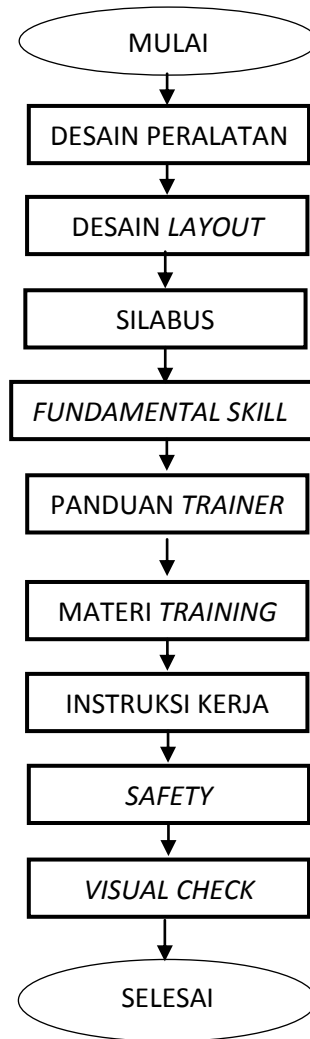 MULAI
DESAIN PERALATAN
DESAIN LAYOUT
SILABUS
FUNDAMENTAL SKILL
PANDUAN TRAINER
MATERI TRAINING
INSTRUKSI KERJA
SAFETY
VISUAL CHECK
SELESAI